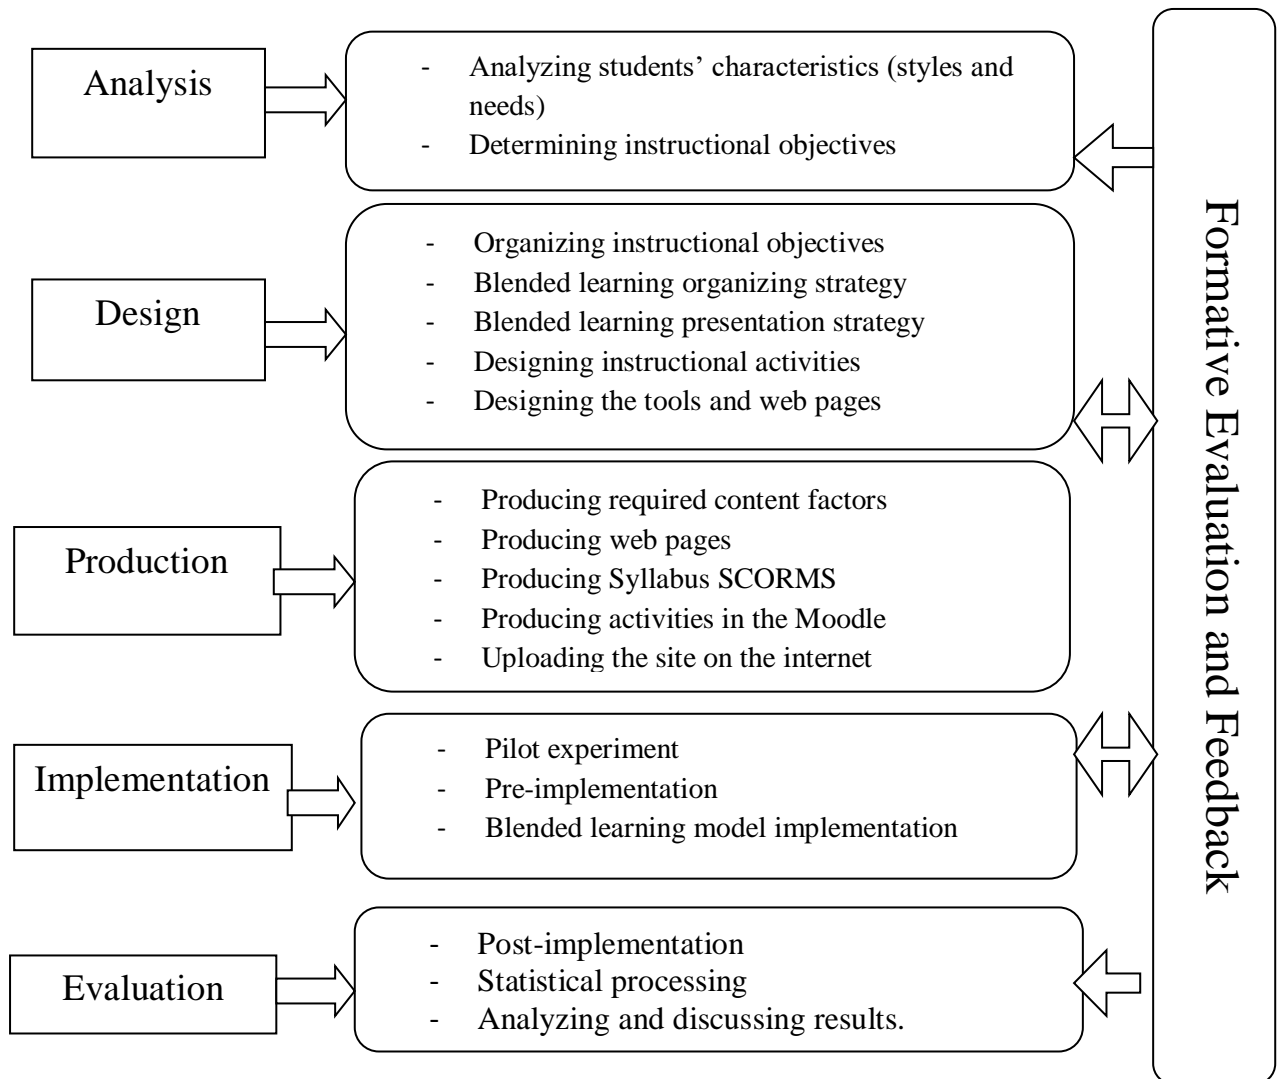 Analysis
- Analyzing students’ characteristics (styles and
needs)
- Determining instructional objectives
Design
- Organizing instructional objectives
- Blended learning organizing strategy
- Blended learning presentation strategy
- Designing instructional activities
- Designing the tools and web pages
Production
- Producing required content factors
- Producing web pages
- Producing Syllabus SCORMS
- Producing activities in the Moodle
- Uploading the site on the internet
Implementation
- Pilot experiment
- Pre-implementation
- Blended learning model implementation
Evaluation
- Post-implementation
- Statistical processing
- Analyzing and discussing results.
Formative Evaluation and Feedback